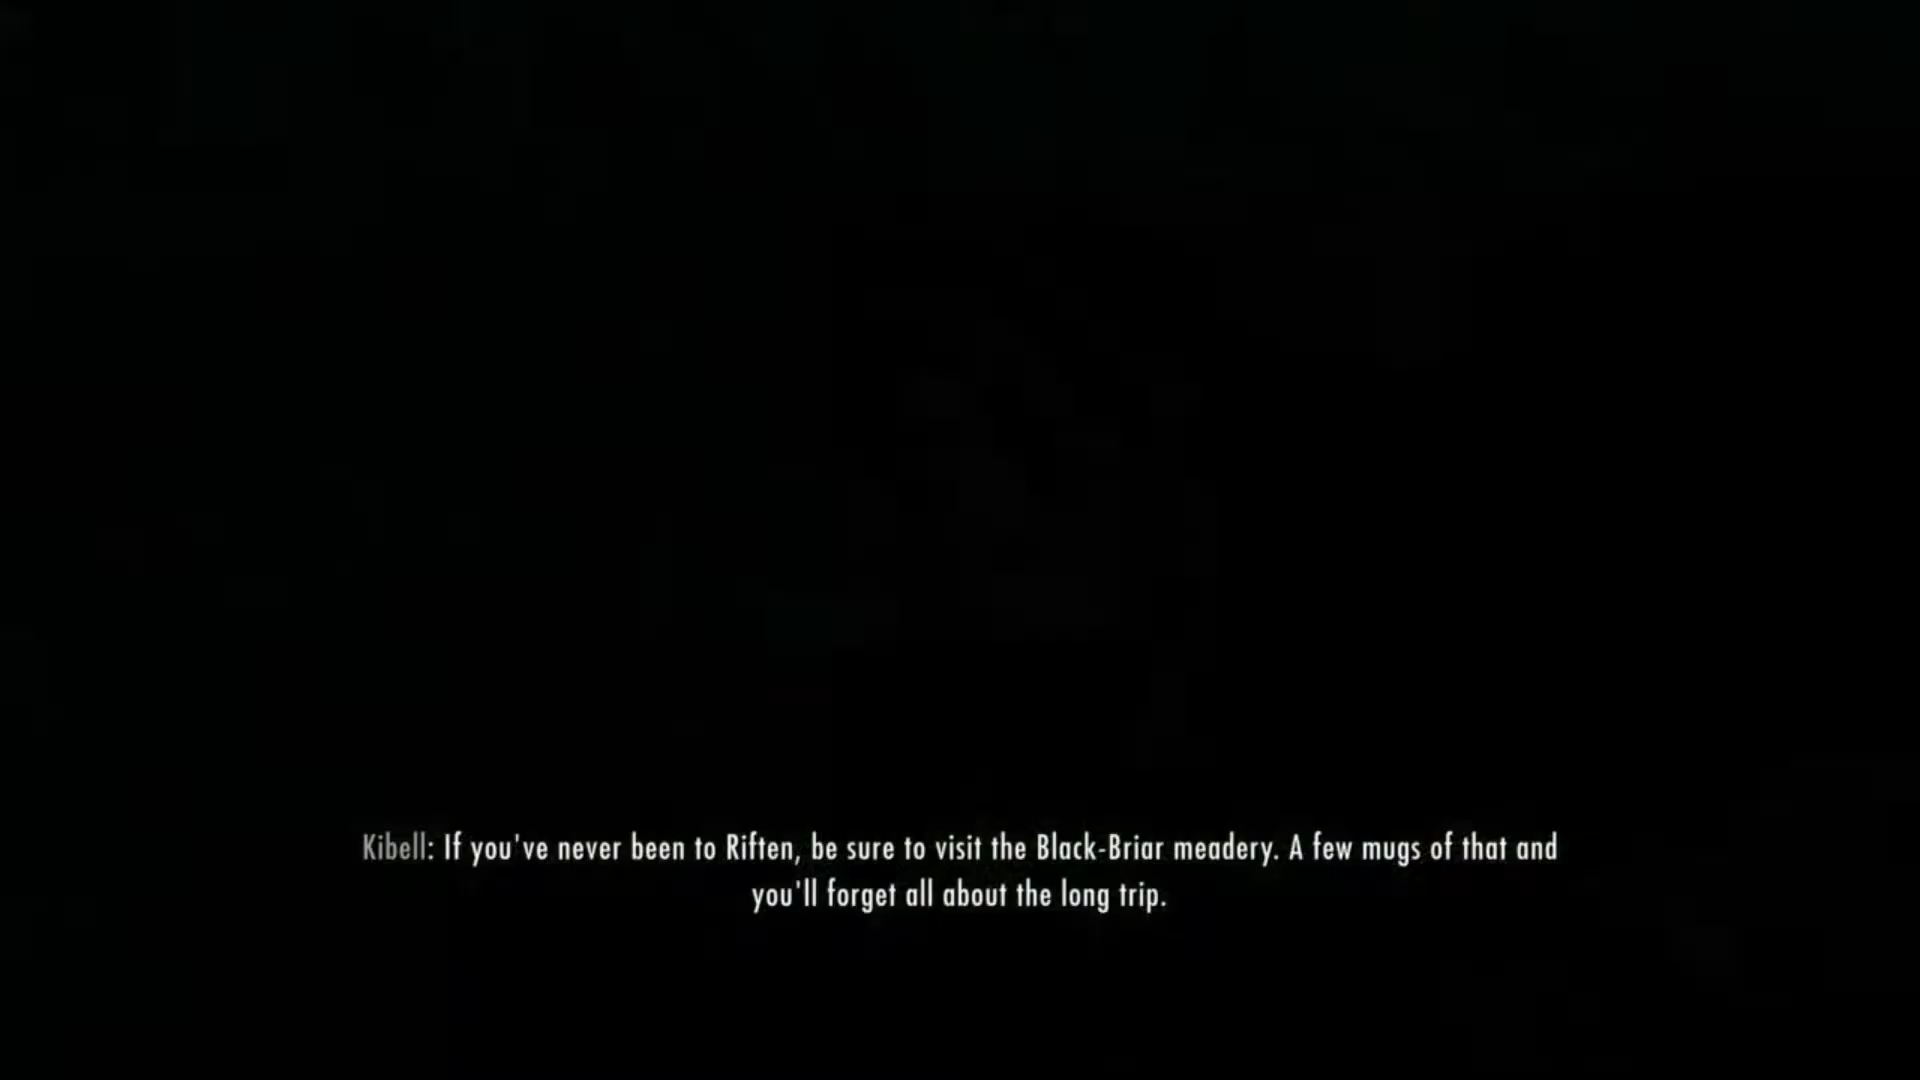 Kibell: If you've never been to Riften, be sure to visit the Black-Briar meadery. A few mugs of that and
you'll forget all about the long trip.